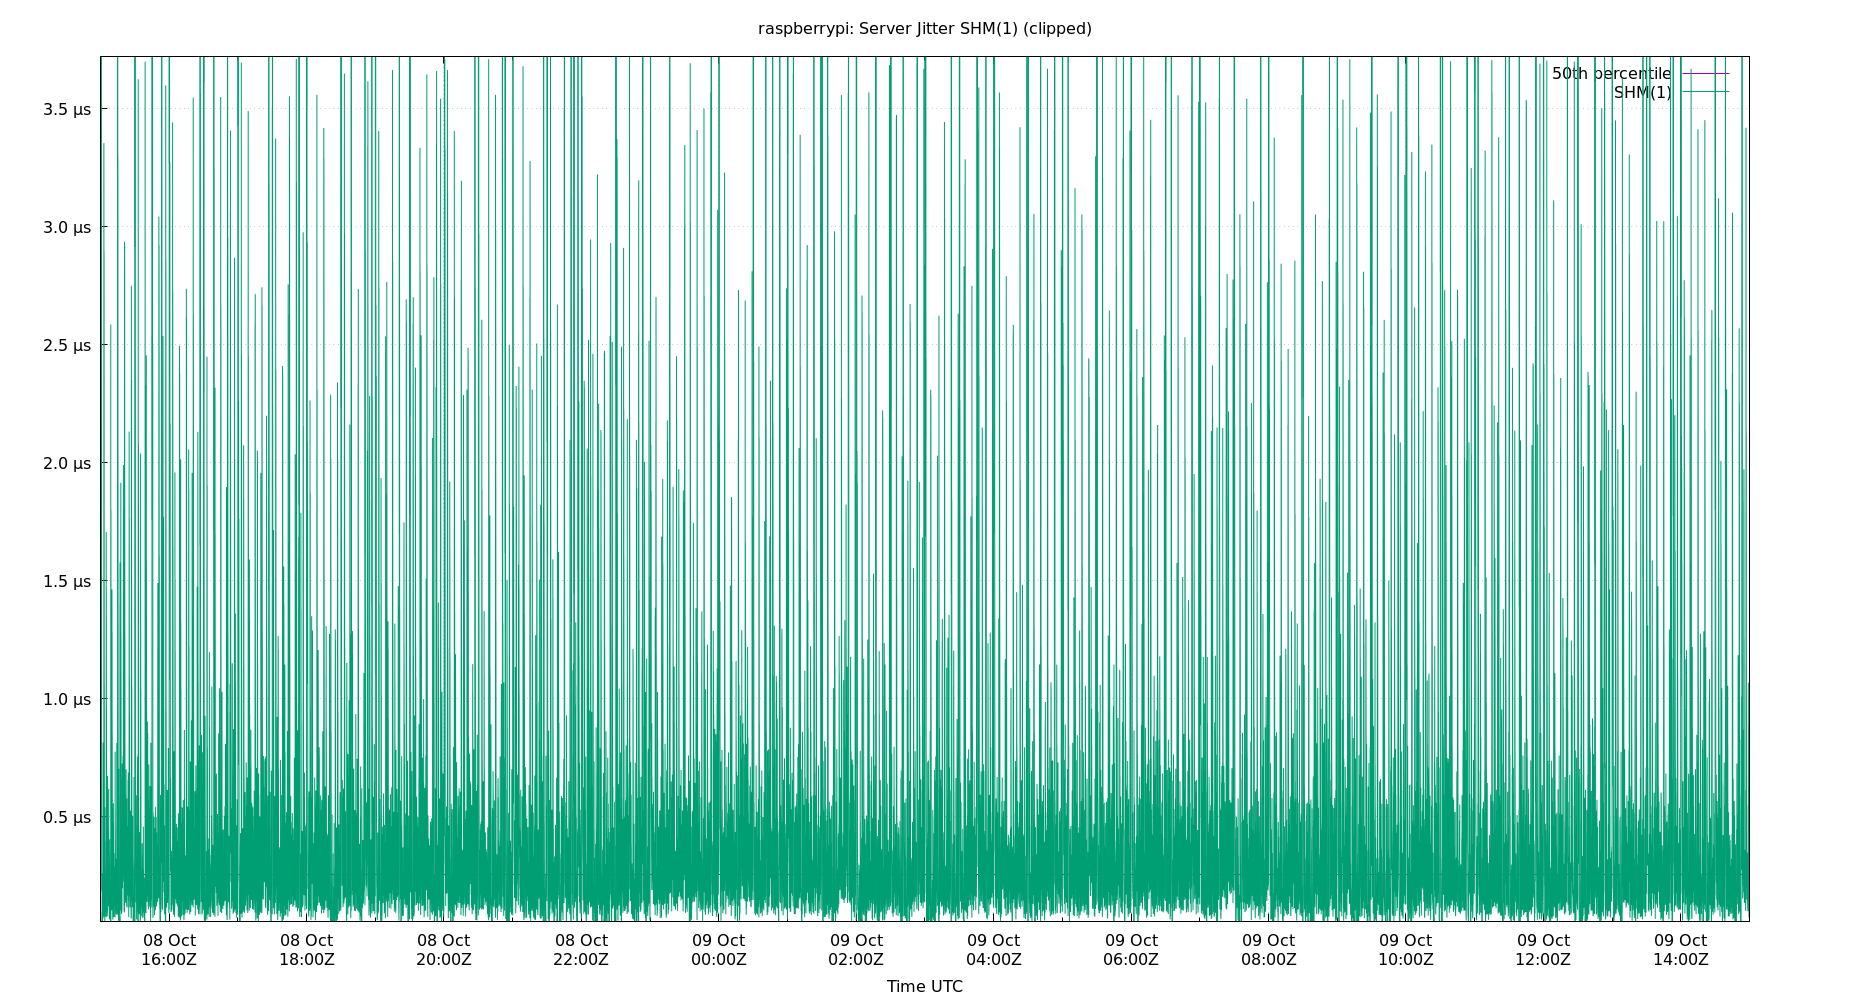 raspberrypi: Server Jitter SHM(1) (clipped)
50th percentile
SHM(1)
3.5 µs
3.0 µs
2.5 µs
2.0 µs
1.5 µs
1.0 µs
0.5 µs
08 Oct 08 Oct 08 Oct 08 Oct 09 Oct 09 Oct 09 Oct 09 Oct 09 Oct 09 Oct 09 Oct 09 Oct
16:00Z 18:00Z 20:00Z 22:00Z 00:00Z 02:00Z 04:00Z 06:00Z 08:00Z 10:00Z 12:00Z 14:00Z
Time UTC